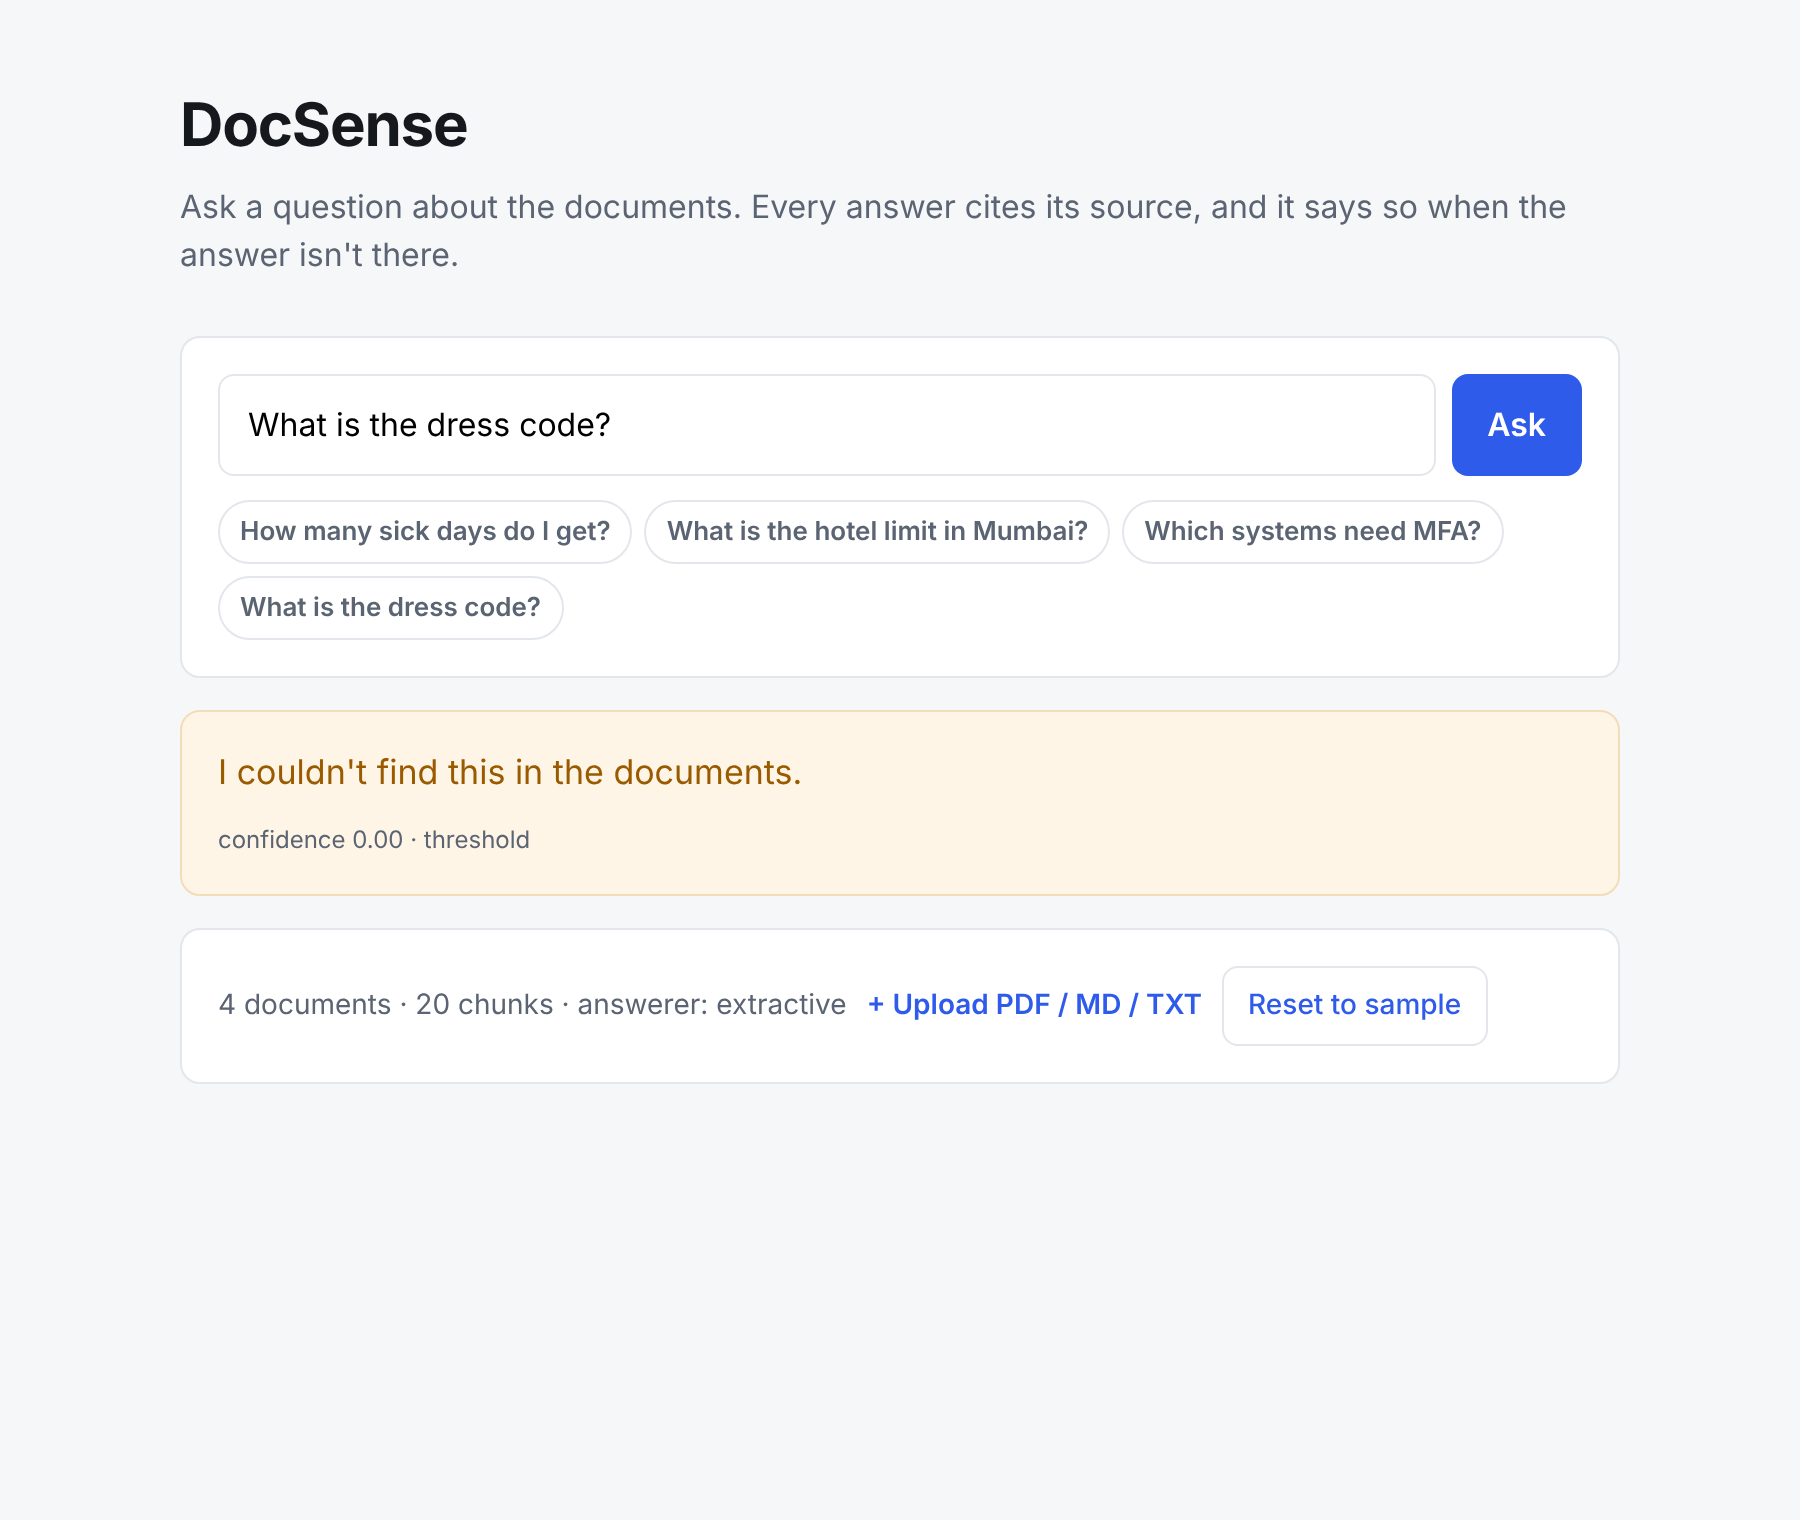 DocSense
Ask a question about the documents. Every answer cites its source, and it says so when the
answer isn't there.
What is the dress code?
Ask
How many sick days do I get?
What is the hotel limit in Mumbai?
Which systems need MFA?
What is the dress code?
I couldn't find this in the documents.
confidence 0.00 · threshold
4 documents · 20 chunks · answerer: extractive
+ Upload PDF / MD / TXT
Reset to sample